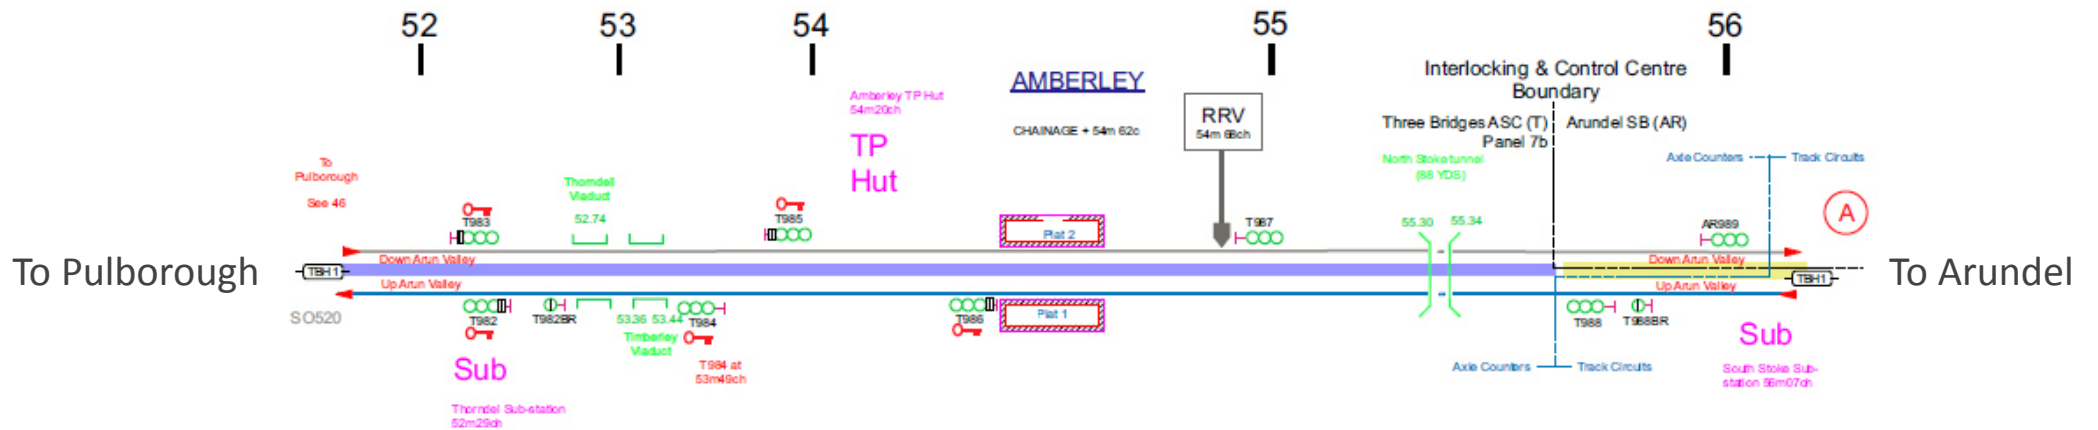 52
53
54
55
56
AMBERLEY
CHAINAGE + 54m 62c
Amberley TP Hut
54m20ch
TP
Hut
RRV
54m 68ch
Interlocking & Control Centre
Boundary
Three Bridges ASC (T)
Panel 7b
Arundel SB (AR)
Axle Counters
Track Circuits
North Stoke tunnel
(88 YDS)
55.30
55.34
To
Pulborough
See 46
Thorndell
Viaduct
52.74
T983
T985
Plat 2
T987
AR989
A
To Pulborough
TBH1
Down Arun Valley
Up Arun Valley
Down Arun Valley
Up Arun Valley
TBH1
To Arundel
SO520
T982
T982BR
53.36
53.44
Timberley
Viaduct
T984
T984 at
53m49ch
T986
Plat 1
T988
T988BR
Sub
Thorndel Sub-station
52m29ch
Axle Counters
Track Circuits
Sub
South Stoke Sub-
station 56m07ch